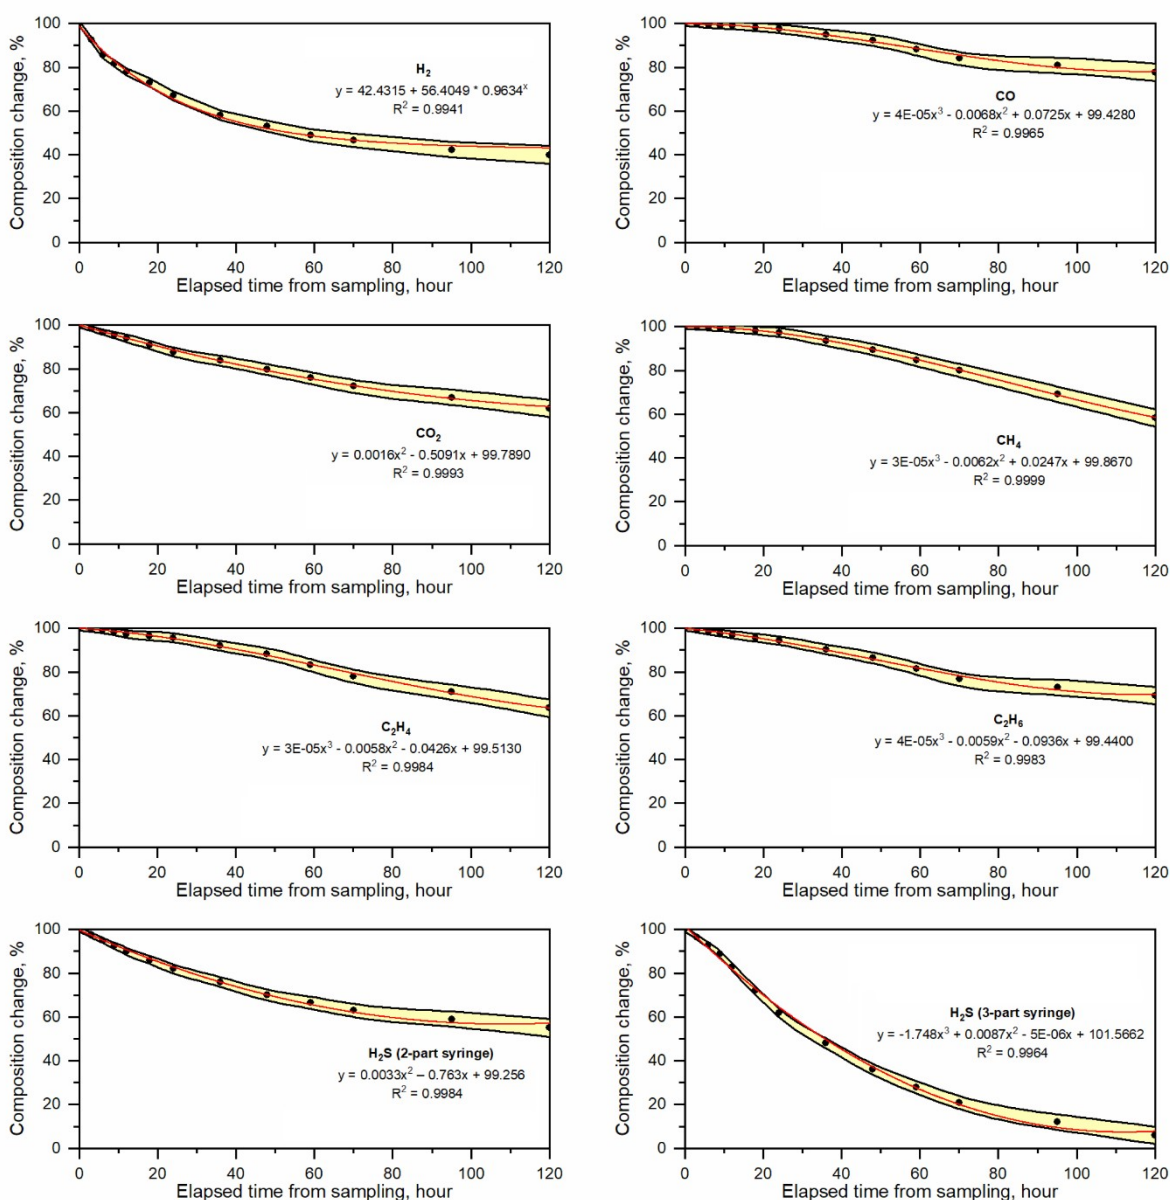 Composition change, %
100
80
60
40
20
0
H₂
y = 42.4315 + 56.4049 * 0.9634ˣ
R² = 0.9941
0 20 40 60 80 100 120
Elapsed time from sampling, hour
Composition change, %
100
80
60
40
20
0
CO
y = 4E-05x³ - 0.0068x² + 0.0725x + 99.4280
R² = 0.9965
0 20 40 60 80 100 120
Elapsed time from sampling, hour
Composition change, %
100
80
60
40
20
0
CO₂
y = 0.0016x² - 0.5091x + 99.7890
R² = 0.9993
0 20 40 60 80 100 120
Elapsed time from sampling, hour
Composition change, %
100
80
60
40
20
0
CH₄
y = 3E-05x³ - 0.0062x² + 0.0247x + 99.8670
R² = 0.9999
0 20 40 60 80 100 120
Elapsed time from sampling, hour
Composition change, %
100
80
60
40
20
0
C₂H₄
y = 3E-05x³ - 0.0058x² - 0.0426x + 99.5130
R² = 0.9984
0 20 40 60 80 100 120
Elapsed time from sampling, hour
Composition change, %
100
80
60
40
20
0
C₂H₆
y = 4E-05x³ - 0.0059x² - 0.0936x + 99.4400
R² = 0.9983
0 20 40 60 80 100 120
Elapsed time from sampling, hour
Composition change, %
100
80
60
40
20
0
H₂S (2-part syringe)
y = 0.0033x² – 0.763x + 99.256
R² = 0.9984
0 20 40 60 80 100 120
Elapsed time from sampling, hour
Composition change, %
100
80
60
40
20
0
H₂S (3-part syringe)
y = -1.748x³ + 0.0087x² - 5E-06x + 101.5662
R² = 0.9964
0 20 40 60 80 100 120
Elapsed time from sampling, hour